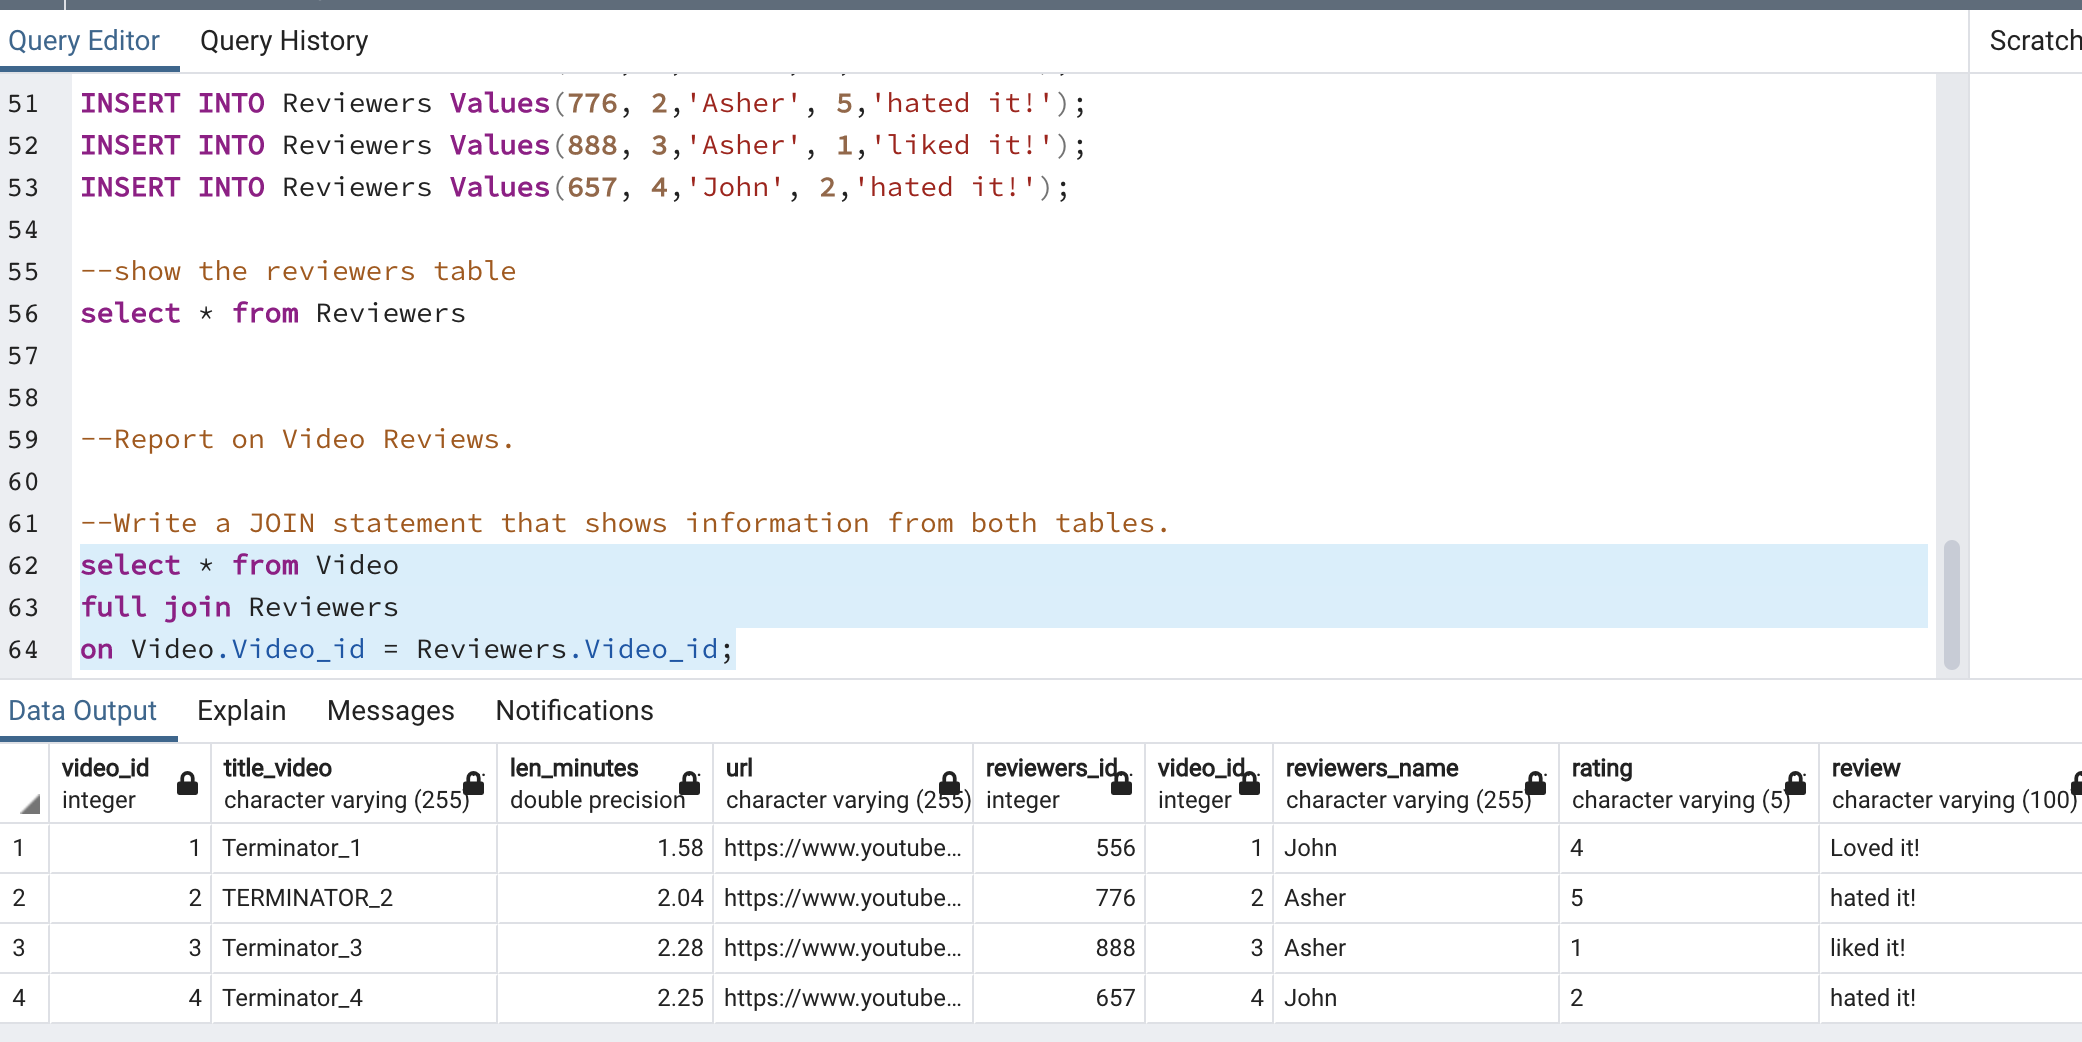 Query Editor Query History Scratch
51 INSERT INTO Reviewers Values(776, 2,'Asher', 5,'hated it!');
52 INSERT INTO Reviewers Values(888, 3,'Asher', 1,'liked it!');
53 INSERT INTO Reviewers Values(657, 4,'John', 2,'hated it!');
54
55 --show the reviewers table
56 select * from Reviewers
57
58
59 --Report on Video Reviews.
60
61 --Write a JOIN statement that shows information from both tables.
62 select * from Video
63 full join Reviewers
64 on Video.Video_id = Reviewers.Video_id;
Data Output Explain Messages Notifications
video_id title_video len_minutes url reviewers_id video_id reviewers_name rating review
integer character varying (255) double precision character varying (255) integer integer character varying (255) character varying (5) character varying (100)
1 1 Terminator_1 1.58 https://www.youtube... 556 1 John 4 Loved it!
2 2 TERMINATOR_2 2.04 https://www.youtube... 776 2 Asher 5 hated it!
3 3 Terminator_3 2.28 https://www.youtube... 888 3 Asher 1 liked it!
4 4 Terminator_4 2.25 https://www.youtube... 657 4 John 2 hated it!